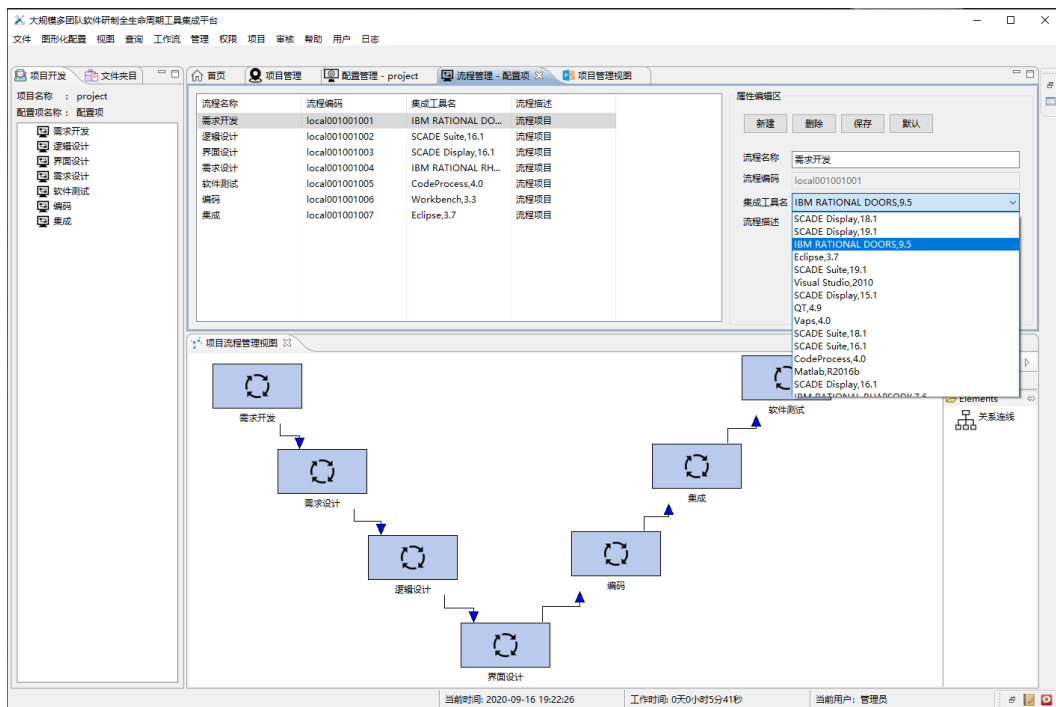 大规模多团队软件研制全生命周期工具集成平台
文件 图形化配置 视图 查询 工作流 管理 权限 项目 审核 帮助 用户 日志
项目开发 文件夹目
首页 项目管理 配置管理 - project 流程管理 - 配置项 项目管理视图
项目名称 : project
配置项名称: 配置项
需求开发
逻辑设计
界面设计
需求设计
软件测试
编码
集成
流程名称 流程编码 集成工具名 流程描述
需求开发 local001001001 IBM RATIONAL DO... 流程项目
逻辑设计 local001001002 SCADE Suite,16.1 流程项目
界面设计 local001001003 SCADE Display,16.1 流程项目
需求设计 local001001004 IBM RATIONAL RH... 流程项目
软件测试 local001001005 CodeProcess,4.0 流程项目
编码 local001001006 Workbench,3.3 流程项目
集成 local001001007 Eclipse,3.7 流程项目
属性编辑区
新建 删除 保存 默认
流程名称 需求开发
流程编码 local001001001
集成工具名 IBM RATIONAL DOORS,9.5
流程描述
SCADE Display,18.1
SCADE Display,19.1
IBM RATIONAL DOORS,9.5
Eclipse,3.7
SCADE Suite,19.1
Visual Studio,2010
SCADE Display,15.1
QT,4.9
Vaps,4.0
SCADE Suite,18.1
SCADE Suite,16.1
CodeProcess,4.0
Matlab,R2016b
SCADE Display,16.1
IBM RATIONAL RHAPSODY,7.6
项目流程管理视图
需求开发
需求设计
逻辑设计
界面设计
编码
集成
软件测试
Elements
关系连线
当前时间: 2020-09-16 19:22:26 工作时间: 0天0小时5分41秒 当前用户: 管理员